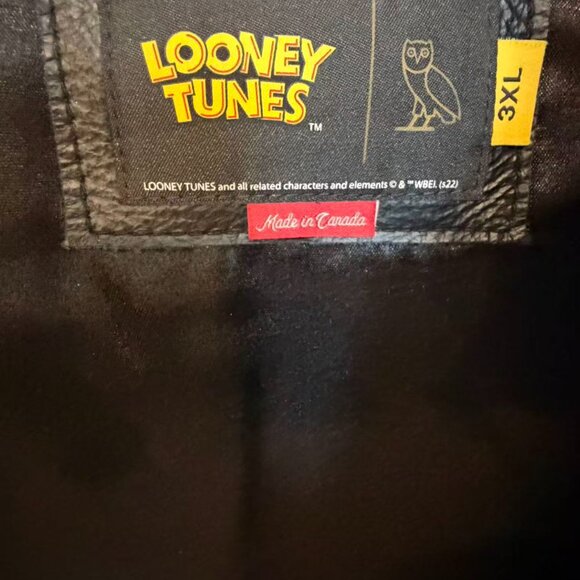 LOONEY
TUNES
TM
3XL
LOONEY TUNES and all related characters and elements © & ™ WBEI. (s22)
Made in Canada